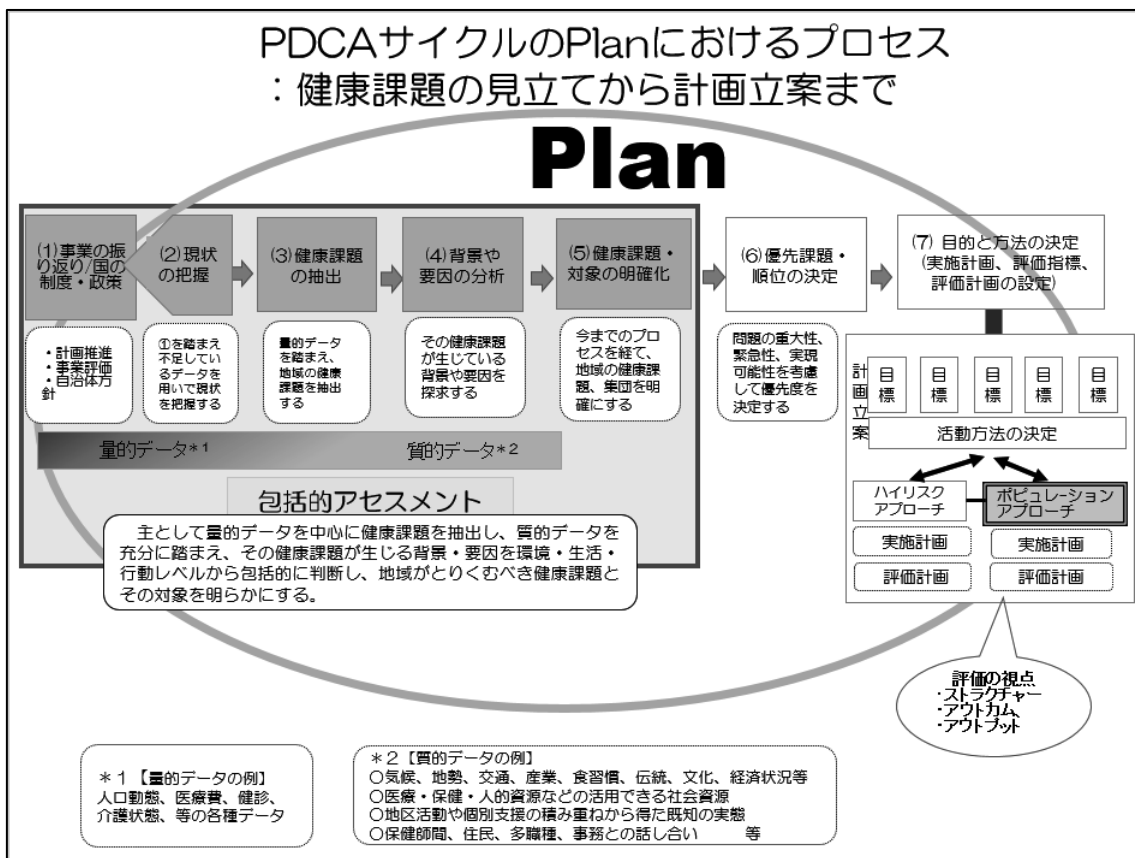 PDCAサイクルのPlanにおけるプロセス
:健康課題の見立てから計画立案まで
Plan
(1)事業の振
り返り/国の
制度・政策
(2)現状
の把握
(3)健康課題
の抽出
(4)背景や
要因の分析
(5)健康課題・
対象の明確化
(6)優先課題・
順位の決定
(7) 目的と方法の決定
(実施計画、評価指標、
評価計画の設定)
・計画推進
・事業評価
・自治体方
針
①を踏まえ
不足してい
るデータを
用いで現状
を把握する
量的データ
を踏まえ、
地域の健康
課題を抽出
する
その健康課題
が生じている
背景や要因を
探求する
今までのプロ
セスを経て、
地域の健康課
題、集団を明
確にする
問題の重大性、
緊急性、実現
可能性を考慮
して優先度を
決定する
計画立案
目標
目標
目標
目標
目標
活動方法の決定
ハイリスク
アプローチ
ポピュレーション
アプローチ
実施計画
実施計画
評価計画
評価計画
量的データ*1
質的データ*2
包括的アセスメント
主として量的データを中心に健康課題を抽出し、質的データを
充分に踏まえ、その健康課題が生じる背景・要因を環境・生活・
行動レベルから包括的に判断し、地域がとりくむべき健康課題と
その対象を明らかにする。
評価の視点
・ストラクチャー
・アウトカム、
・アウトプット
*1【量的データの例】
人口動態、医療費、健診、
介護状態、等の各種データ
*2【質的データの例】
○気候、地勢、交通、産業、食習慣、伝統、文化、経済状況等
○医療・保健・人的資源などの活用できる社会資源
○地区活動や個別支援の積み重ねから得た既知の実態
○保健師間、住民、多職種、事務との話し合い 等